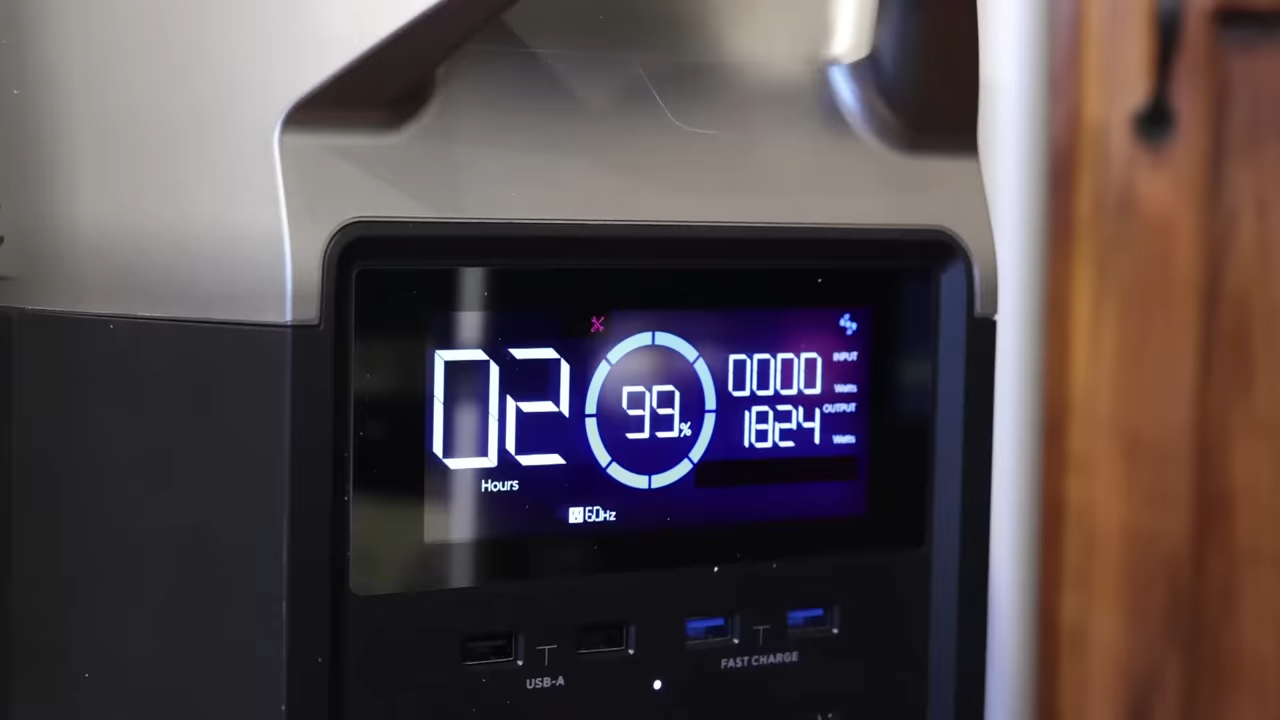 02
Hours
99%
0000 INPUT Watts
1824 OUTPUT Watts
60Hz
USB-A
FAST CHARGE